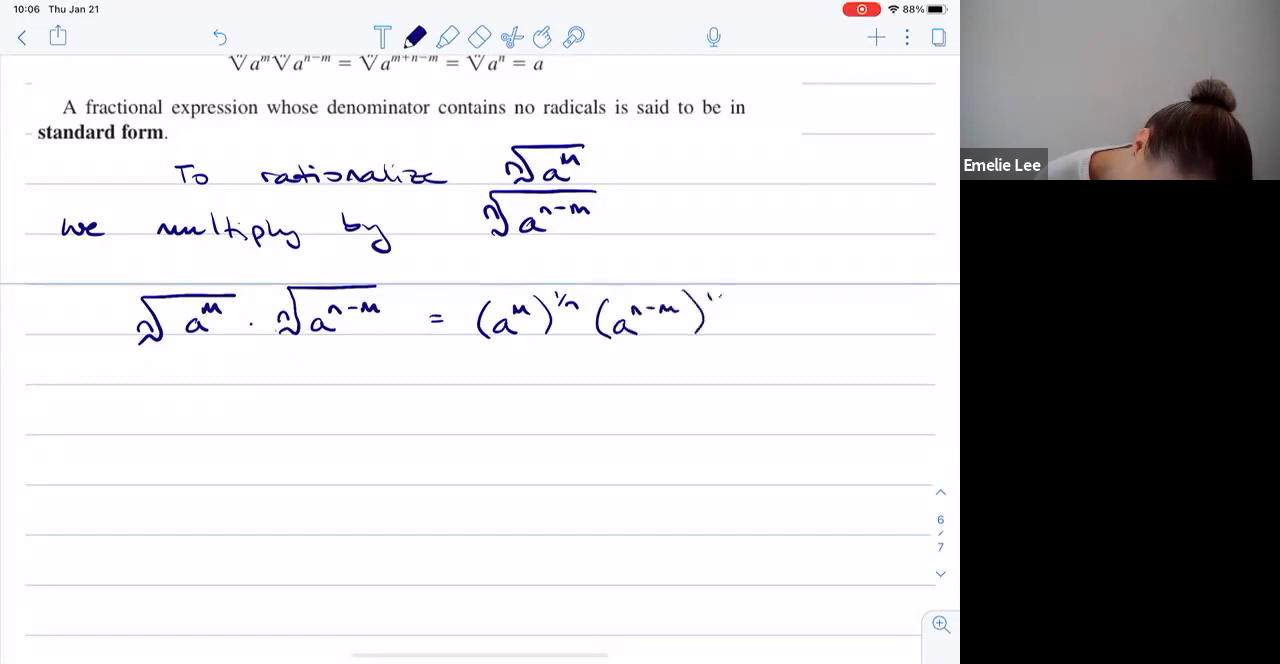 10:06 Thu Jan 21
88%
ⁿ√aᵐ ⁿ√aⁿ⁻ᵐ = ⁿ√aᵐ⁺ⁿ⁻ᵐ = ⁿ√aⁿ = a
A fractional expression whose denominator contains no radicals is said to be in
standard form.
To rationalize ⁿ√aᵐ
we multiply by ⁿ√aⁿ⁻ᵐ
ⁿ√aᵐ · ⁿ√aⁿ⁻ᵐ = (aᵐ)^1/n (aⁿ⁻ᵐ)
Emelie Lee
6
/
7